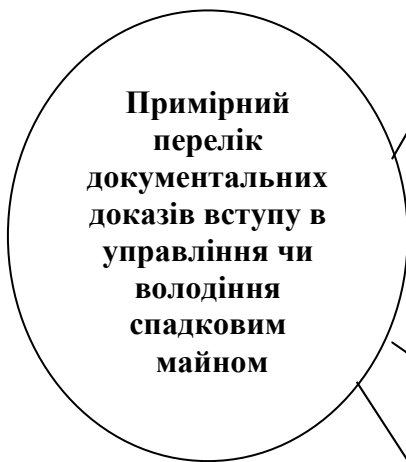 Примірний
перелік
документальних
доказів вступу в
управління чи
володіння
спадковим
майном